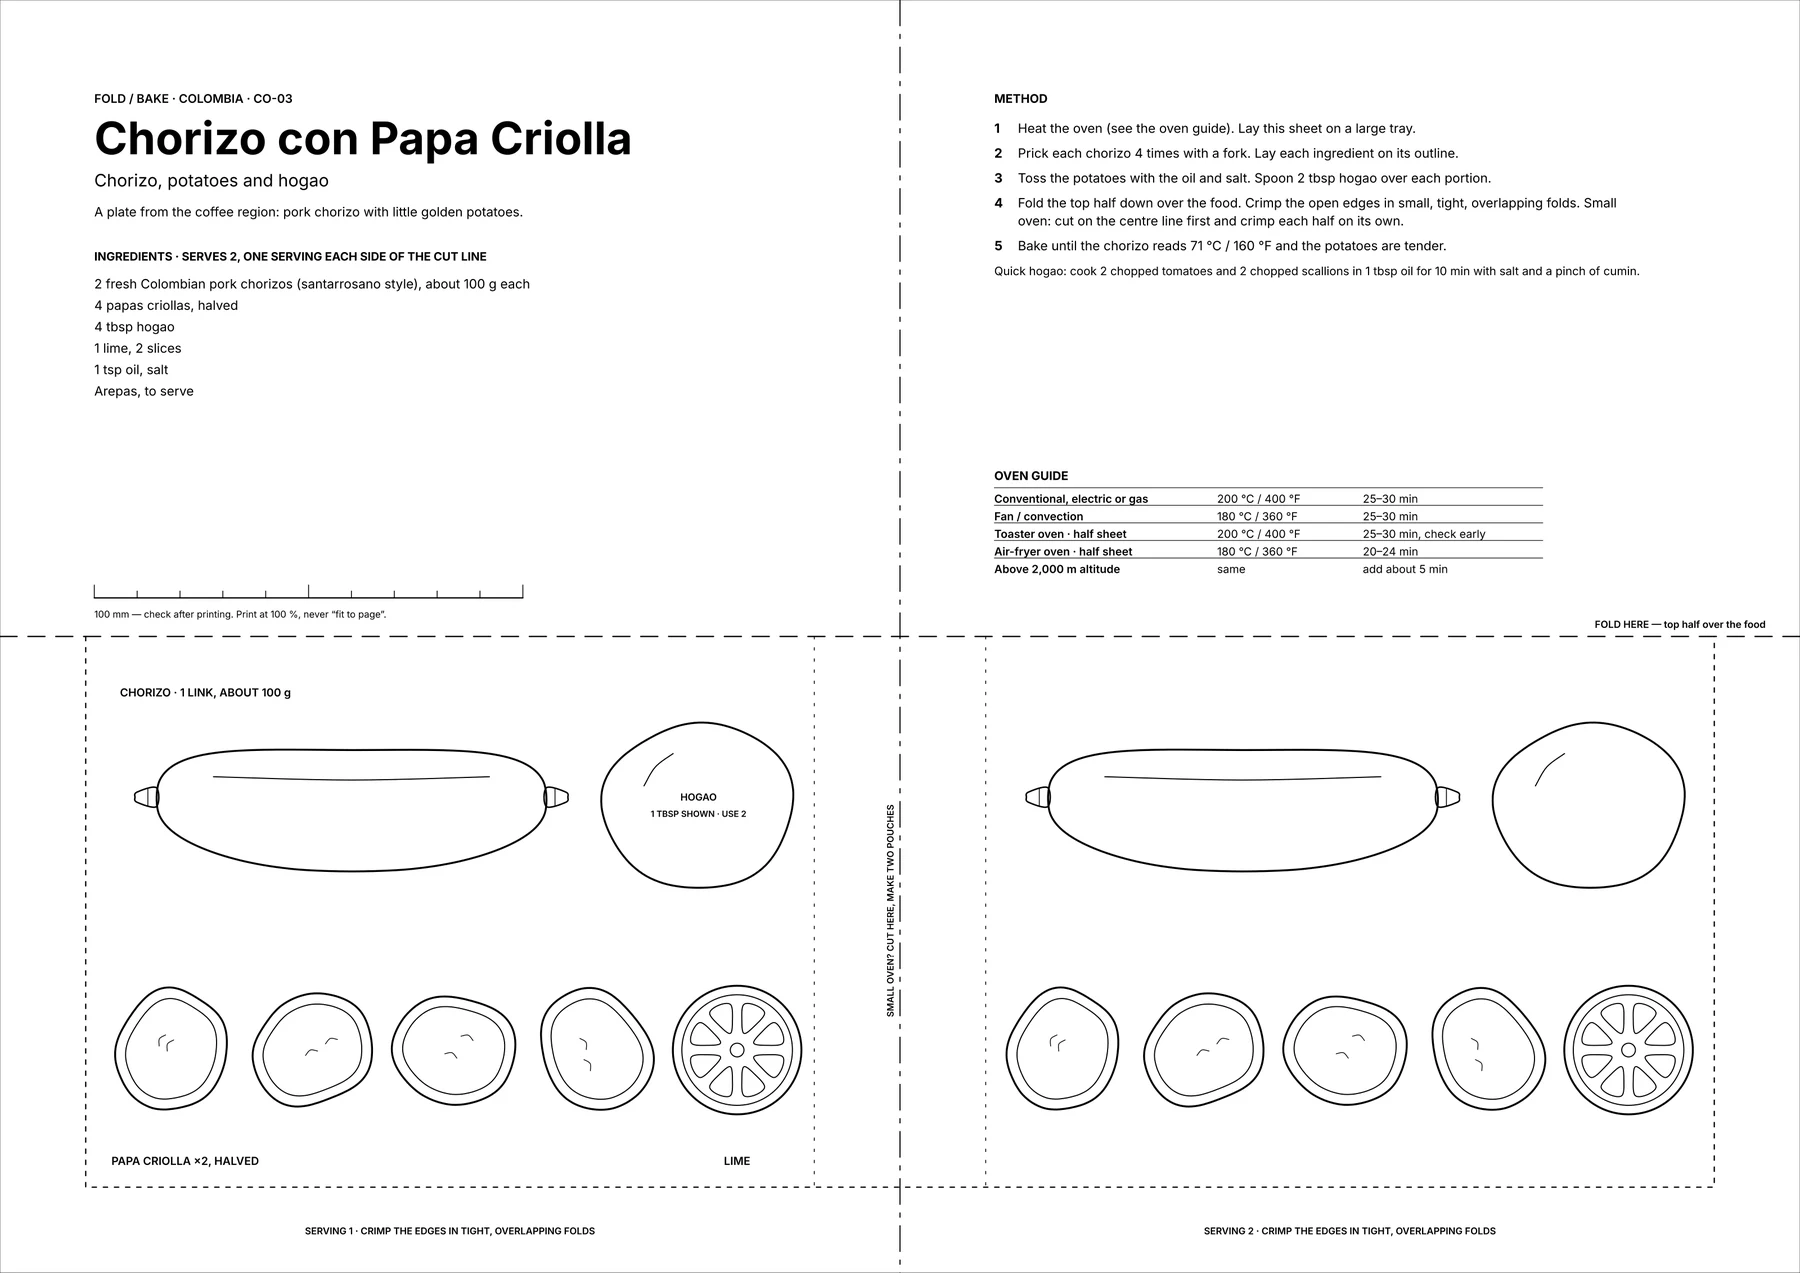 FOLD / BAKE · COLOMBIA · CO-03
Chorizo con Papa Criolla
Chorizo, potatoes and hogao
A plate from the coffee region: pork chorizo with little golden potatoes.
INGREDIENTS · SERVES 2, ONE SERVING EACH SIDE OF THE CUT LINE
2 fresh Colombian pork chorizos (santarrosano style), about 100 g each
4 papas criollas, halved
4 tbsp hogao
1 lime, 2 slices
1 tsp oil, salt
Arepas, to serve
100 mm — check after printing. Print at 100 %, never “fit to page”.
METHOD
1 Heat the oven (see the oven guide). Lay this sheet on a large tray.
2 Prick each chorizo 4 times with a fork. Lay each ingredient on its outline.
3 Toss the potatoes with the oil and salt. Spoon 2 tbsp hogao over each portion.
4 Fold the top half down over the food. Crimp the open edges in small, tight, overlapping folds. Small
oven: cut on the centre line first and crimp each half on its own.
5 Bake until the chorizo reads 71 °C / 160 °F and the potatoes are tender.
Quick hogao: cook 2 chopped tomatoes and 2 chopped scallions in 1 tbsp oil for 10 min with salt and a pinch of cumin.
OVEN GUIDE
Conventional, electric or gas 200 °C / 400 °F 25–30 min
Fan / convection 180 °C / 360 °F 25–30 min
Toaster oven · half sheet 200 °C / 400 °F 25–30 min, check early
Air-fryer oven · half sheet 180 °C / 360 °F 20–24 min
Above 2,000 m altitude same add about 5 min
FOLD HERE — top half over the food
CHORIZO · 1 LINK, ABOUT 100 g
HOGAO
1 TBSP SHOWN · USE 2
SMALL OVEN? CUT HERE, MAKE TWO POUCHES
PAPA CRIOLLA ×2, HALVED
LIME
SERVING 1 · CRIMP THE EDGES IN TIGHT, OVERLAPPING FOLDS
SERVING 2 · CRIMP THE EDGES IN TIGHT, OVERLAPPING FOLDS